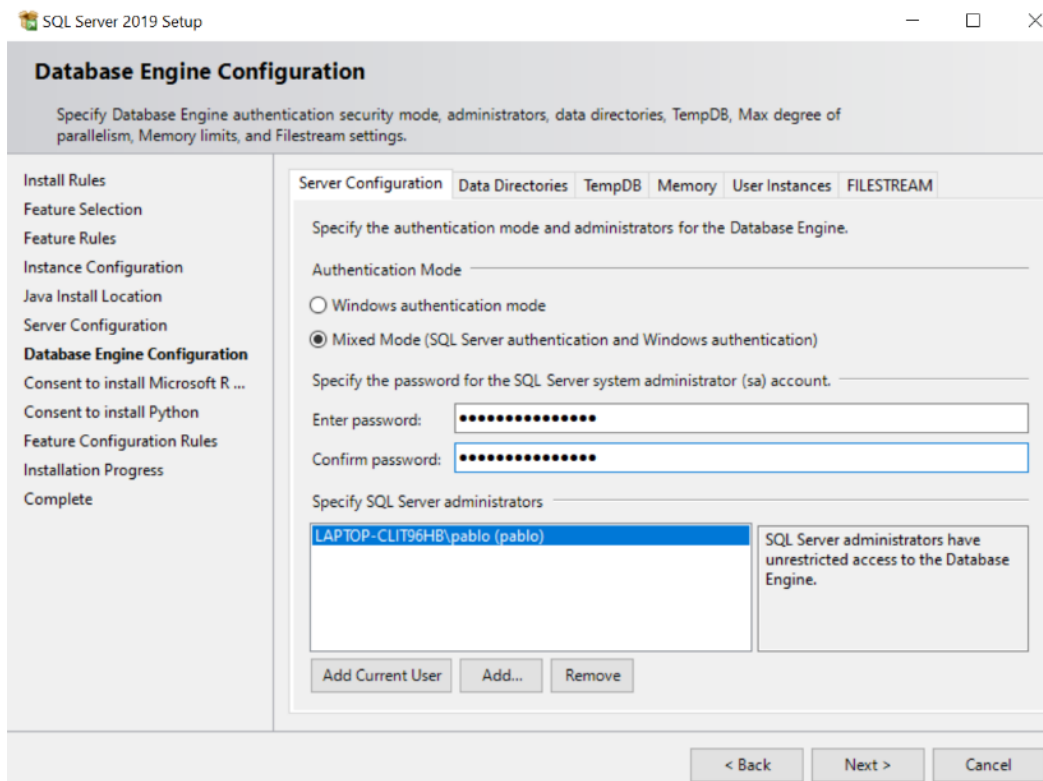 SQL Server 2019 Setup
Database Engine Configuration
Specify Database Engine authentication security mode, administrators, data directories, TempDB, Max degree of
parallelism, Memory limits, and Filestream settings.
Install Rules
Feature Selection
Feature Rules
Instance Configuration
Java Install Location
Server Configuration
Database Engine Configuration
Consent to install Microsoft R ...
Consent to install Python
Feature Configuration Rules
Installation Progress
Complete
Server Configuration Data Directories TempDB Memory User Instances FILESTREAM
Specify the authentication mode and administrators for the Database Engine.
Authentication Mode
Windows authentication mode
Mixed Mode (SQL Server authentication and Windows authentication)
Specify the password for the SQL Server system administrator (sa) account.
Enter password: ●●●●●●●●●●●●●●●
Confirm password: ●●●●●●●●●●●●●●●
Specify SQL Server administrators
LAPTOP-CLIT96HB\pablo (pablo)
SQL Server administrators have
unrestricted access to the Database
Engine.
Add Current User Add... Remove
< Back Next > Cancel